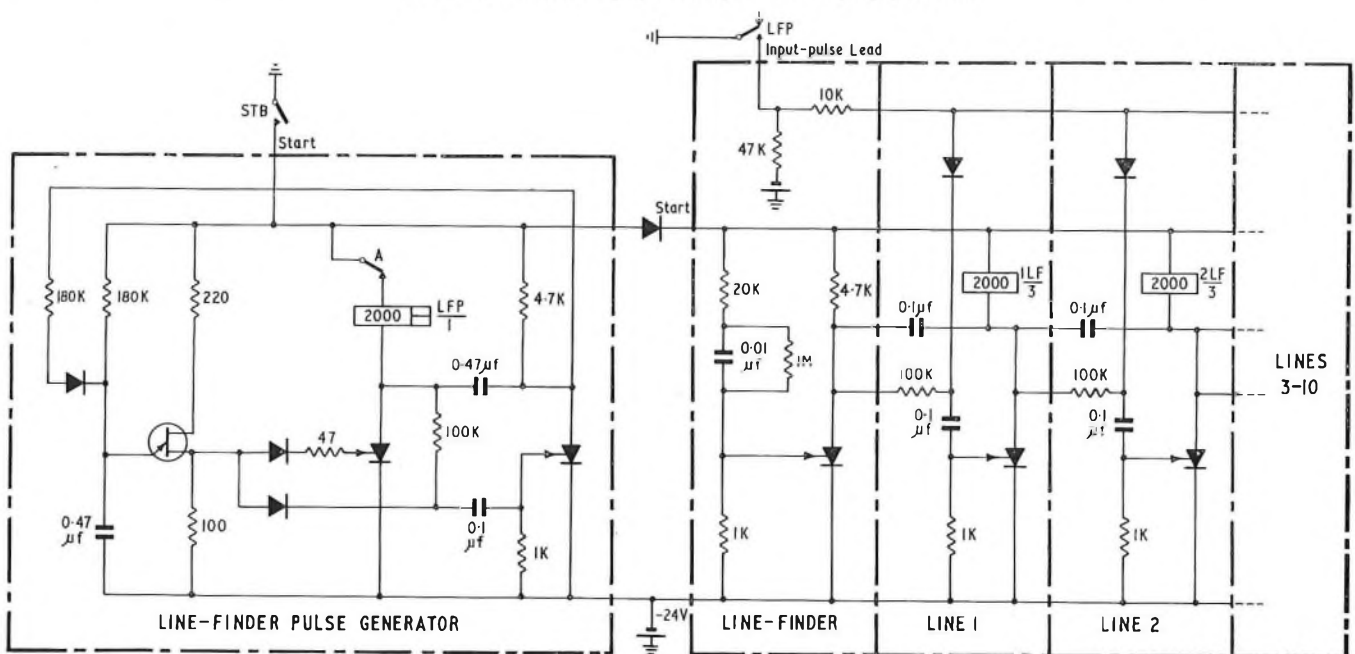 LFP
Input-pulse Lead
10K
STB
Start
47K
Start
180K
180K
220
A
2000
LFP
1
4·7K
20K
4·7K
2000
1LF
3
2000
2LF
3
0·1µf
0·1µf
0·47µf
0·01
µf
1M
LINES
3-10
47
100K
100K
100K
0·1
µf
0·1
µf
0·47
µf
100
0·1
µf
1K
1K
1K
1K
-24V
LINE-FINDER PULSE GENERATOR
LINE-FINDER
LINE 1
LINE 2